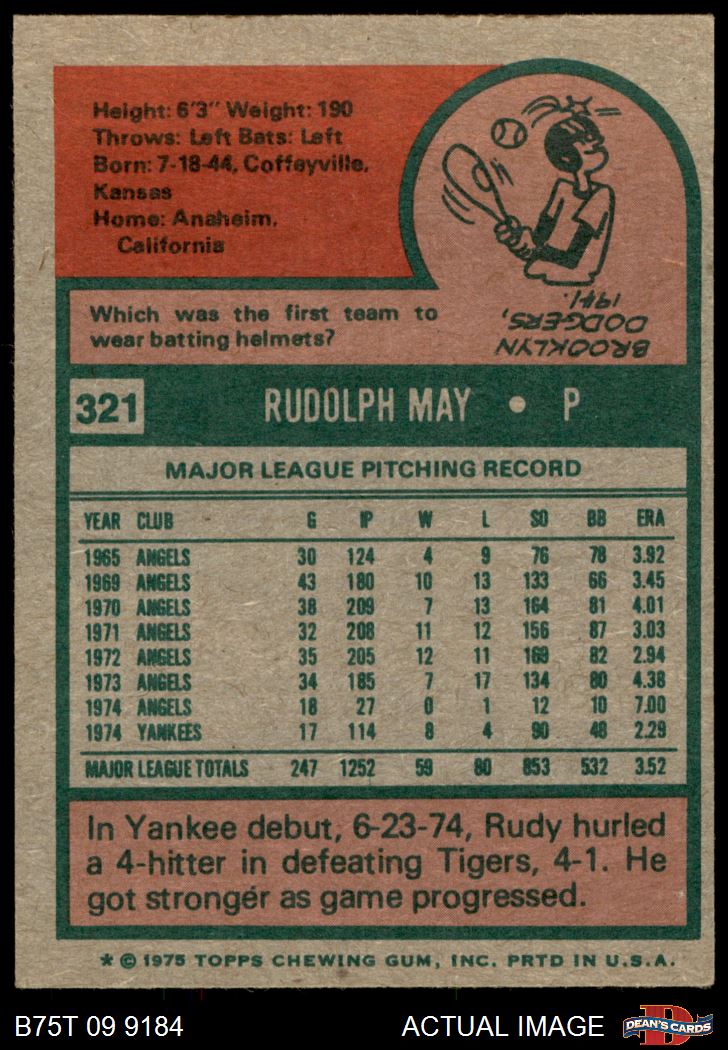 Height: 6'3" Weight: 190
Throws: Left Bats: Left
Born: 7-18-44, Coffeyville,
Kansas
Home: Anaheim,
California
Which was the first team to
wear batting helmets?
BROOKLYN
DODGERS,
1941.
321 RUDOLPH MAY • P
MAJOR LEAGUE PITCHING RECORD
YEAR CLUB G IP W L SO BB ERA
1965 ANGELS 30 124 4 9 76 78 3.92
1969 ANGELS 43 180 10 13 133 66 3.45
1970 ANGELS 38 209 7 13 164 81 4.01
1971 ANGELS 32 208 11 12 156 87 3.03
1972 ANGELS 35 205 12 11 169 82 2.94
1973 ANGELS 34 185 7 17 134 80 4.38
1974 ANGELS 18 27 0 1 12 10 7.00
1974 YANKEES 17 114 8 4 90 48 2.29
MAJOR LEAGUE TOTALS 247 1252 59 80 853 532 3.52
In Yankee debut, 6-23-74, Rudy hurled
a 4-hitter in defeating Tigers, 4-1. He
got stronger as game progressed.
* © 1975 TOPPS CHEWING GUM, INC. PRTD IN U.S.A.
B75T 09 9184 ACTUAL IMAGE D DEAN'S CARDS